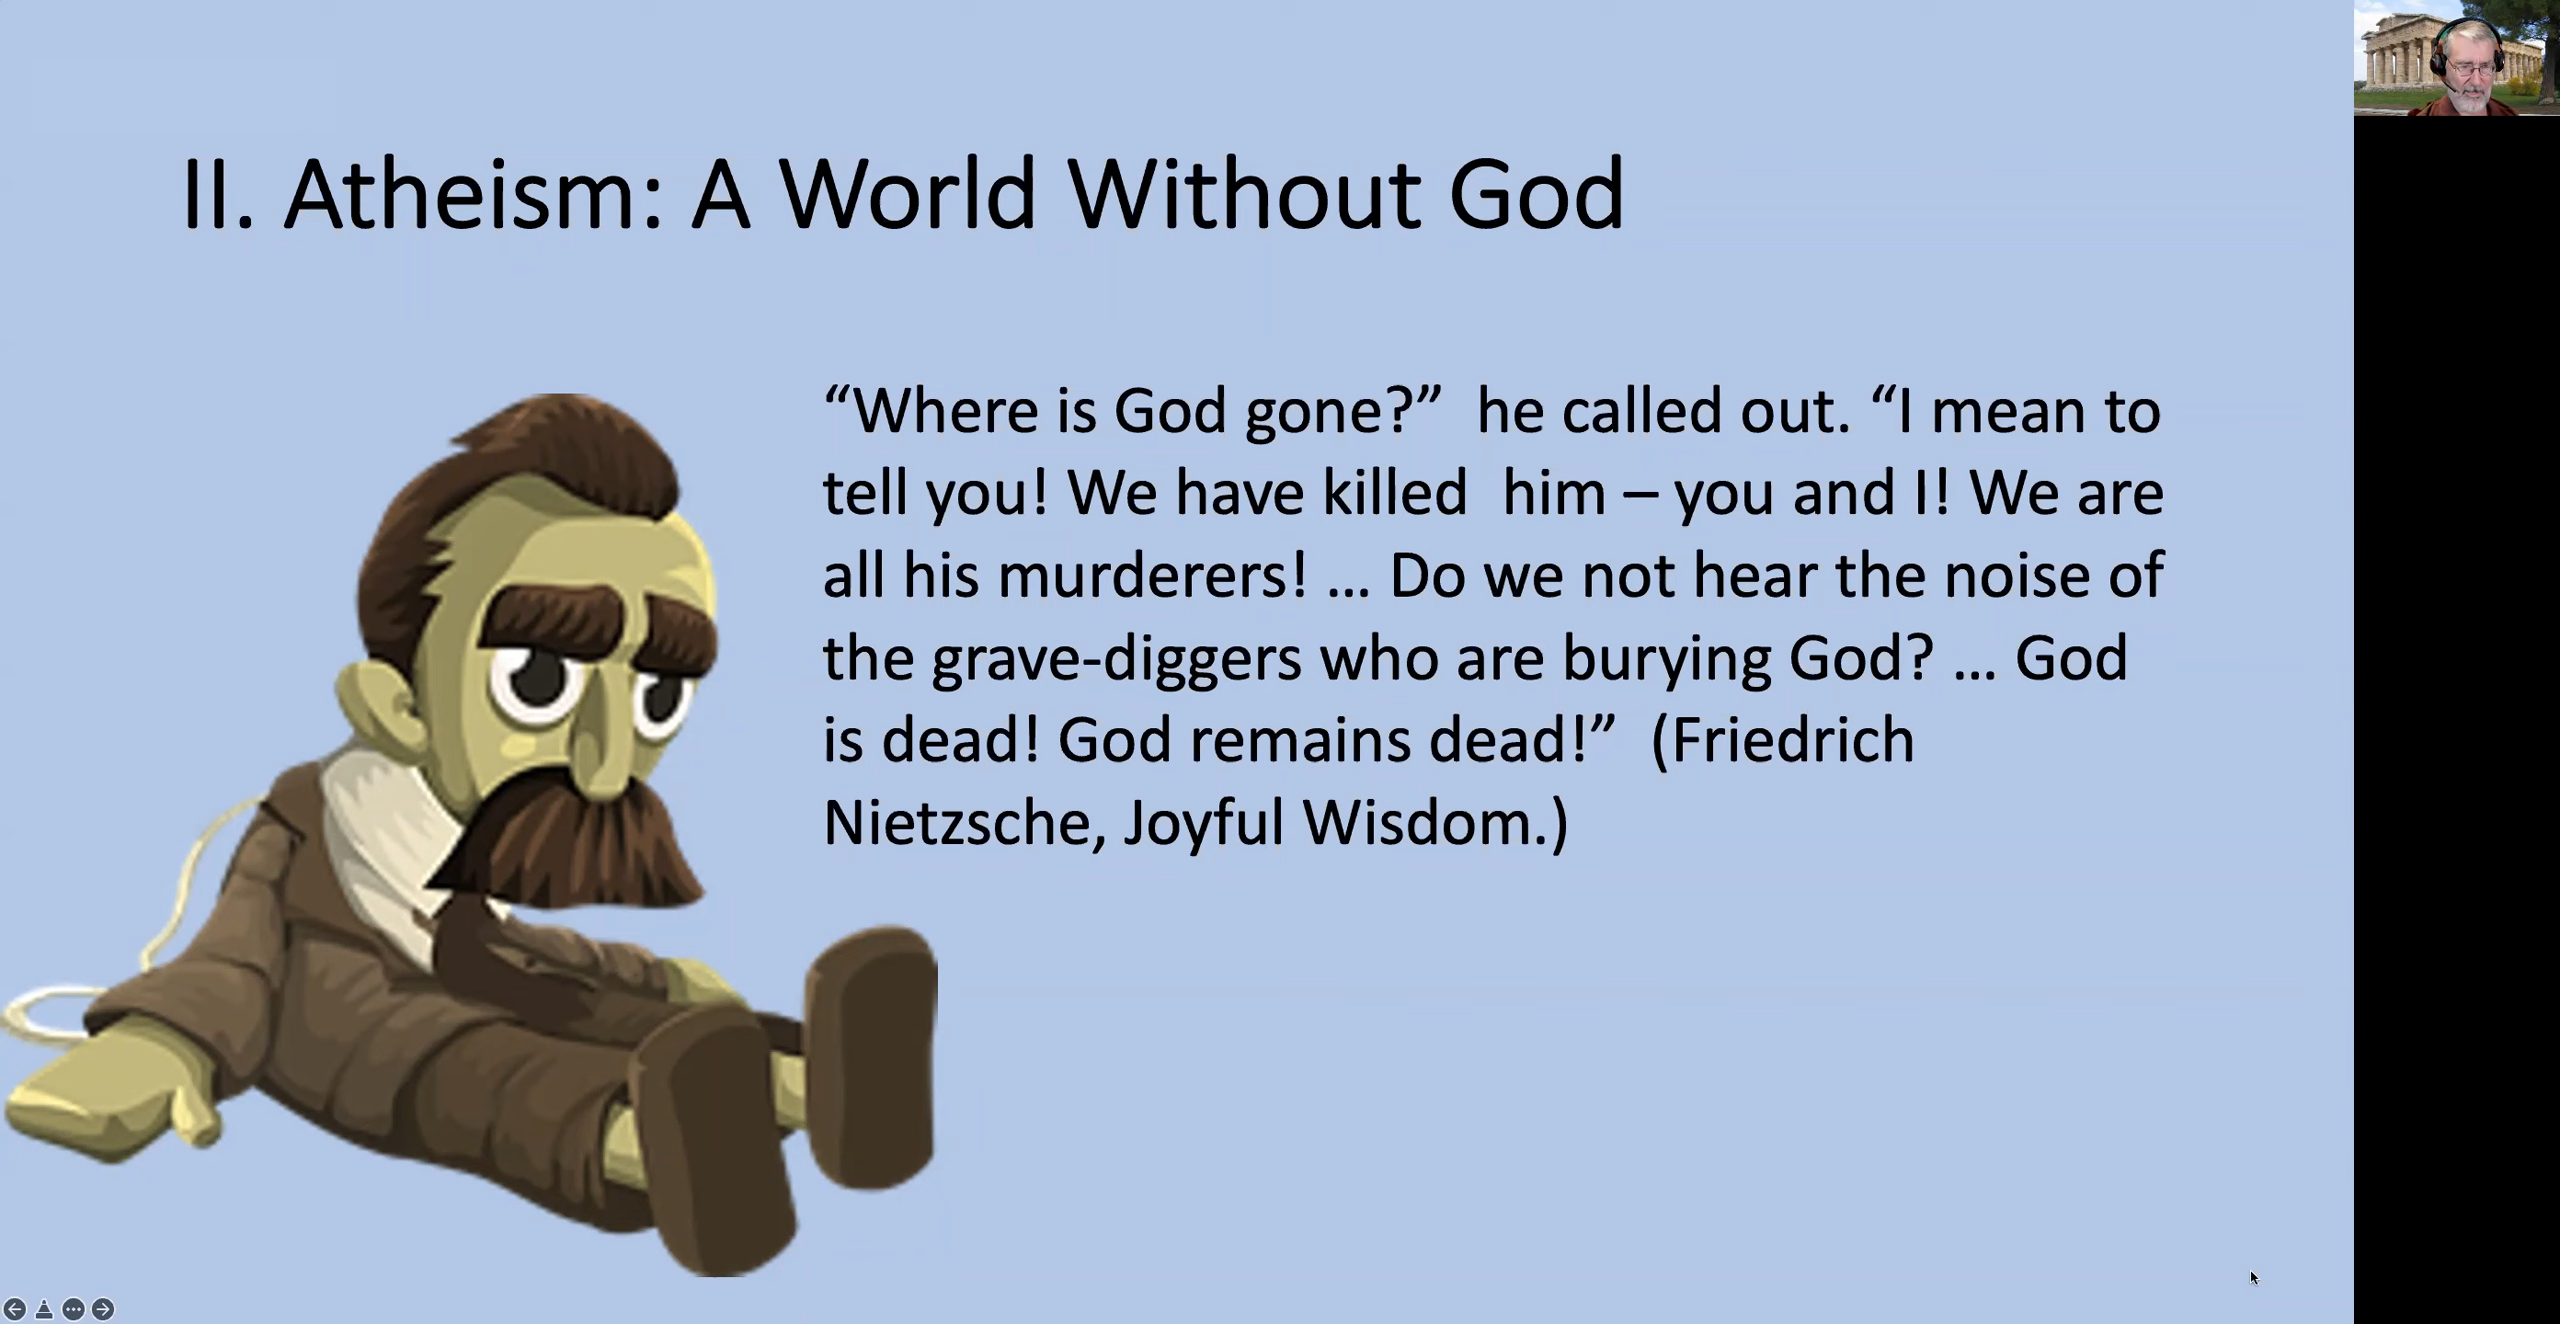 II. Atheism: A World Without God
“Where is God gone?”  he called out. “I mean to
tell you! We have killed  him – you and I! We are
all his murderers! … Do we not hear the noise of
the grave-diggers who are burying God? … God
is dead! God remains dead!”  (Friedrich
Nietzsche, Joyful Wisdom.)